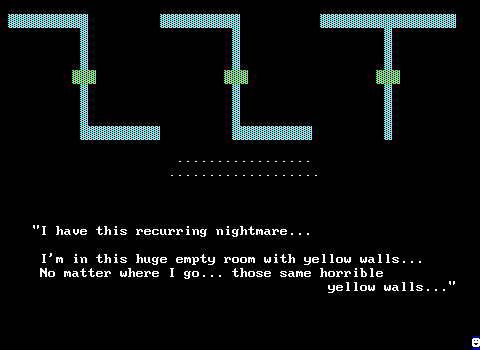 ZZT
"I have this recurring nightmare...
I'm in this huge empty room with yellow walls...
No matter where I go... those same horrible
yellow walls..."